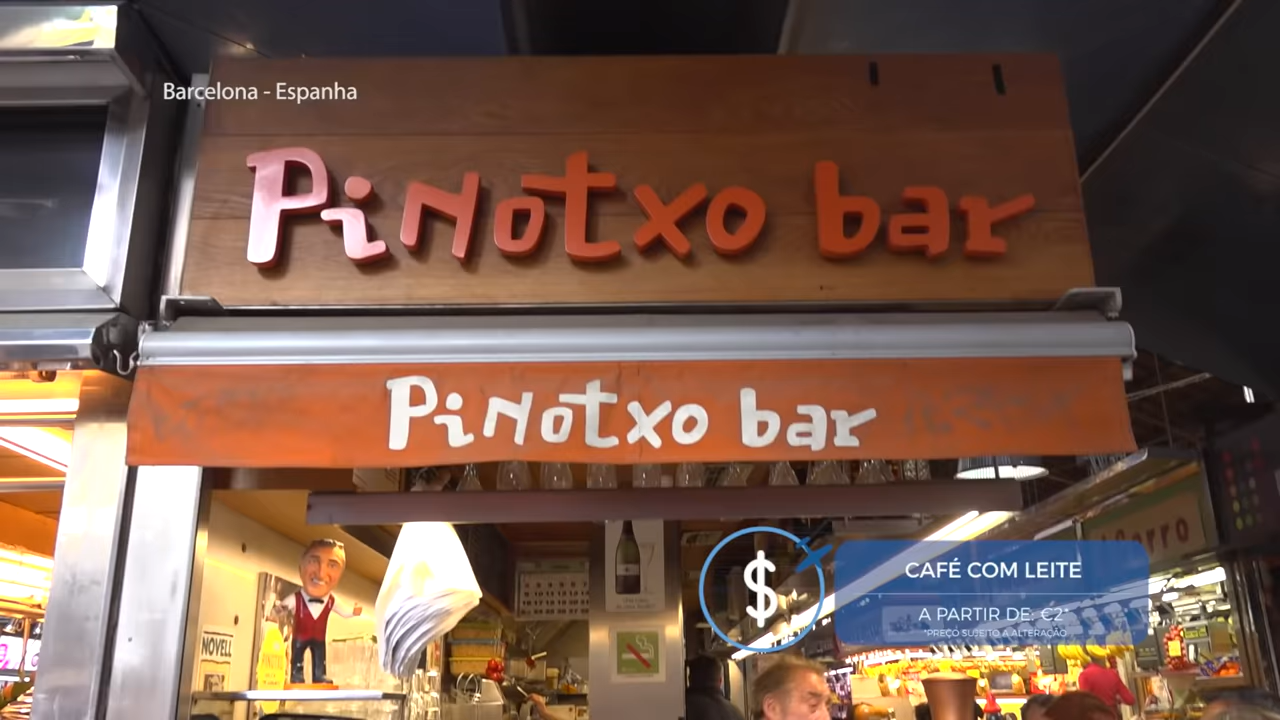 Barcelona - Espanha
Pinotxo bar
Pinotxo bar
NOVELL
CAFÉ COM LEITE
A PARTIR DE: €2*
*PREÇO SUJEITO À ALTERAÇÃO